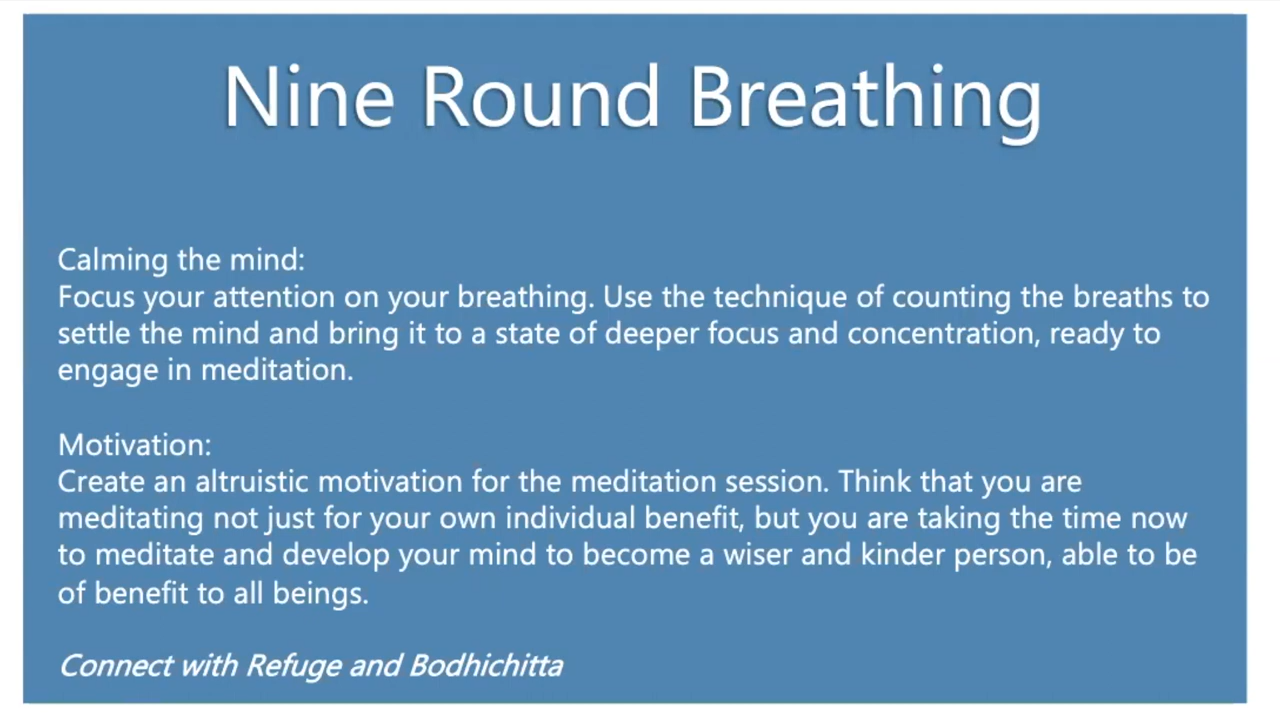 Nine Round Breathing
Calming the mind:
Focus your attention on your breathing. Use the technique of counting the breaths to
settle the mind and bring it to a state of deeper focus and concentration, ready to
engage in meditation.
Motivation:
Create an altruistic motivation for the meditation session. Think that you are
meditating not just for your own individual benefit, but you are taking the time now
to meditate and develop your mind to become a wiser and kinder person, able to be
of benefit to all beings.
Connect with Refuge and Bodhichitta